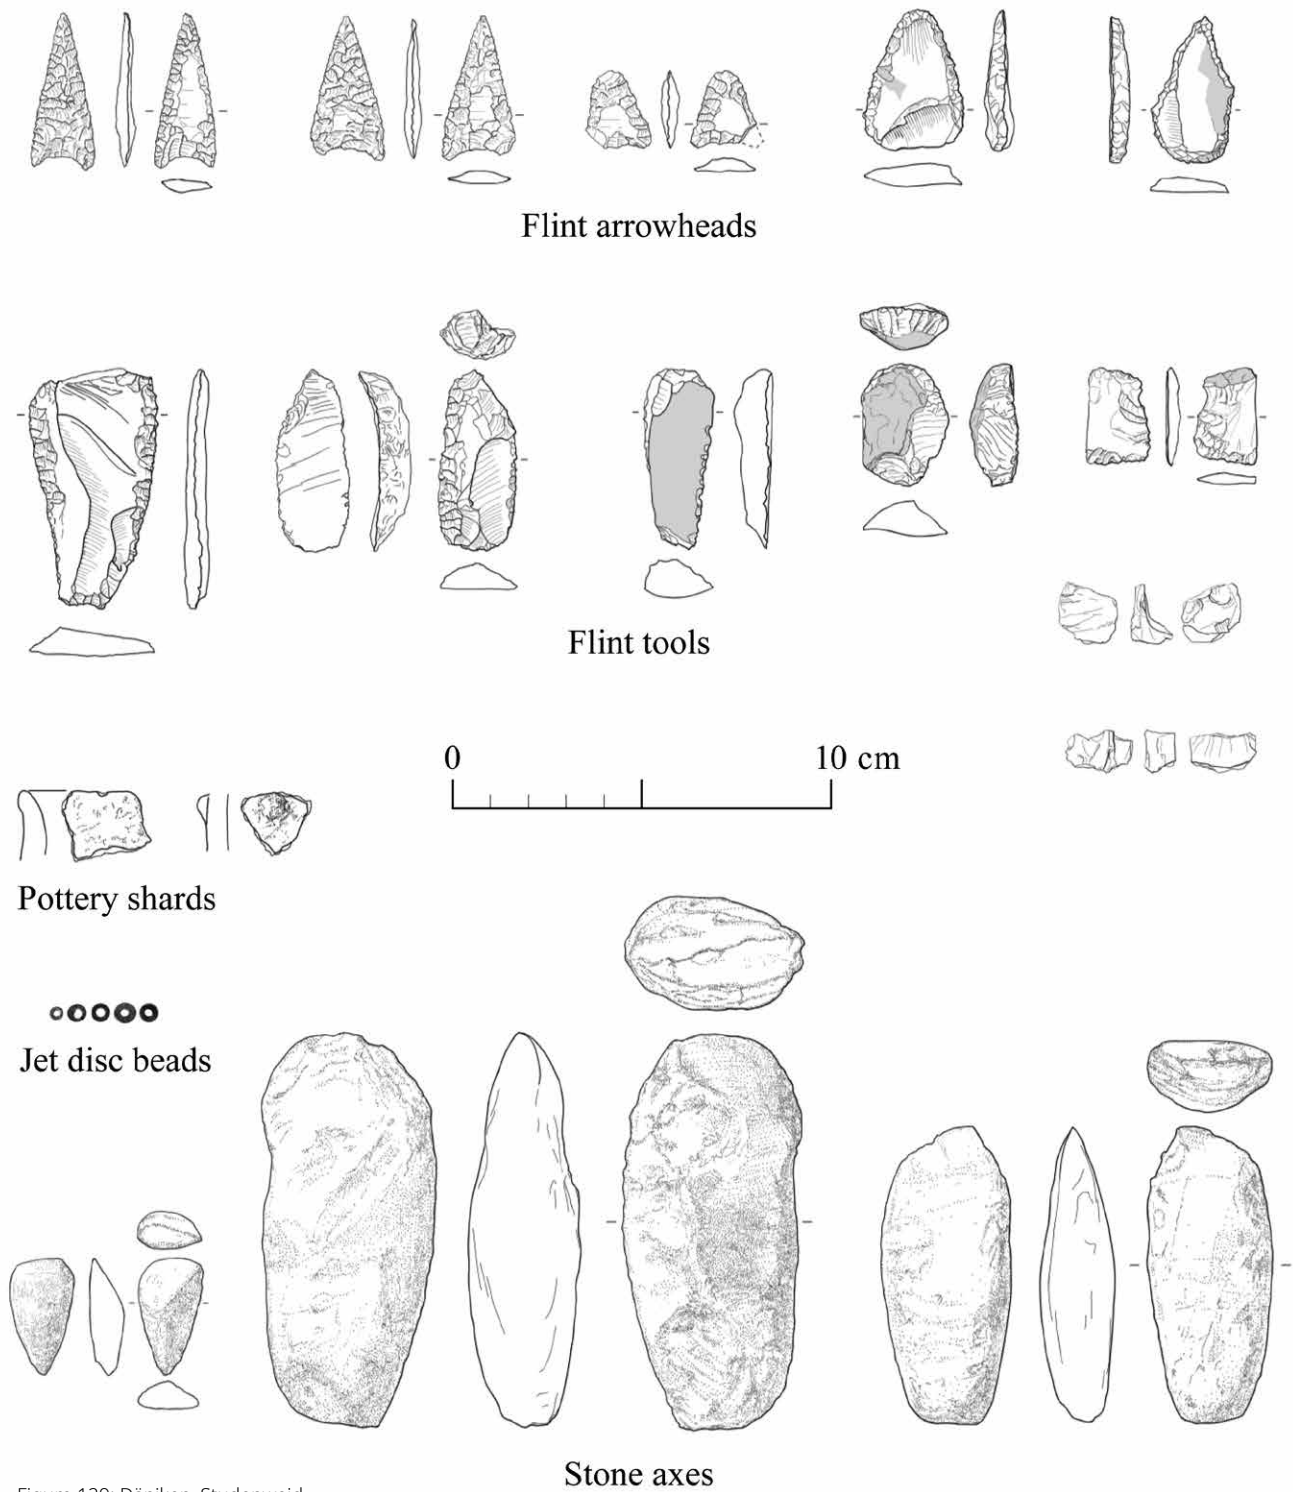 Flint arrowheads
Flint tools
0 10 cm
Pottery shards
Jet disc beads
Stone axes